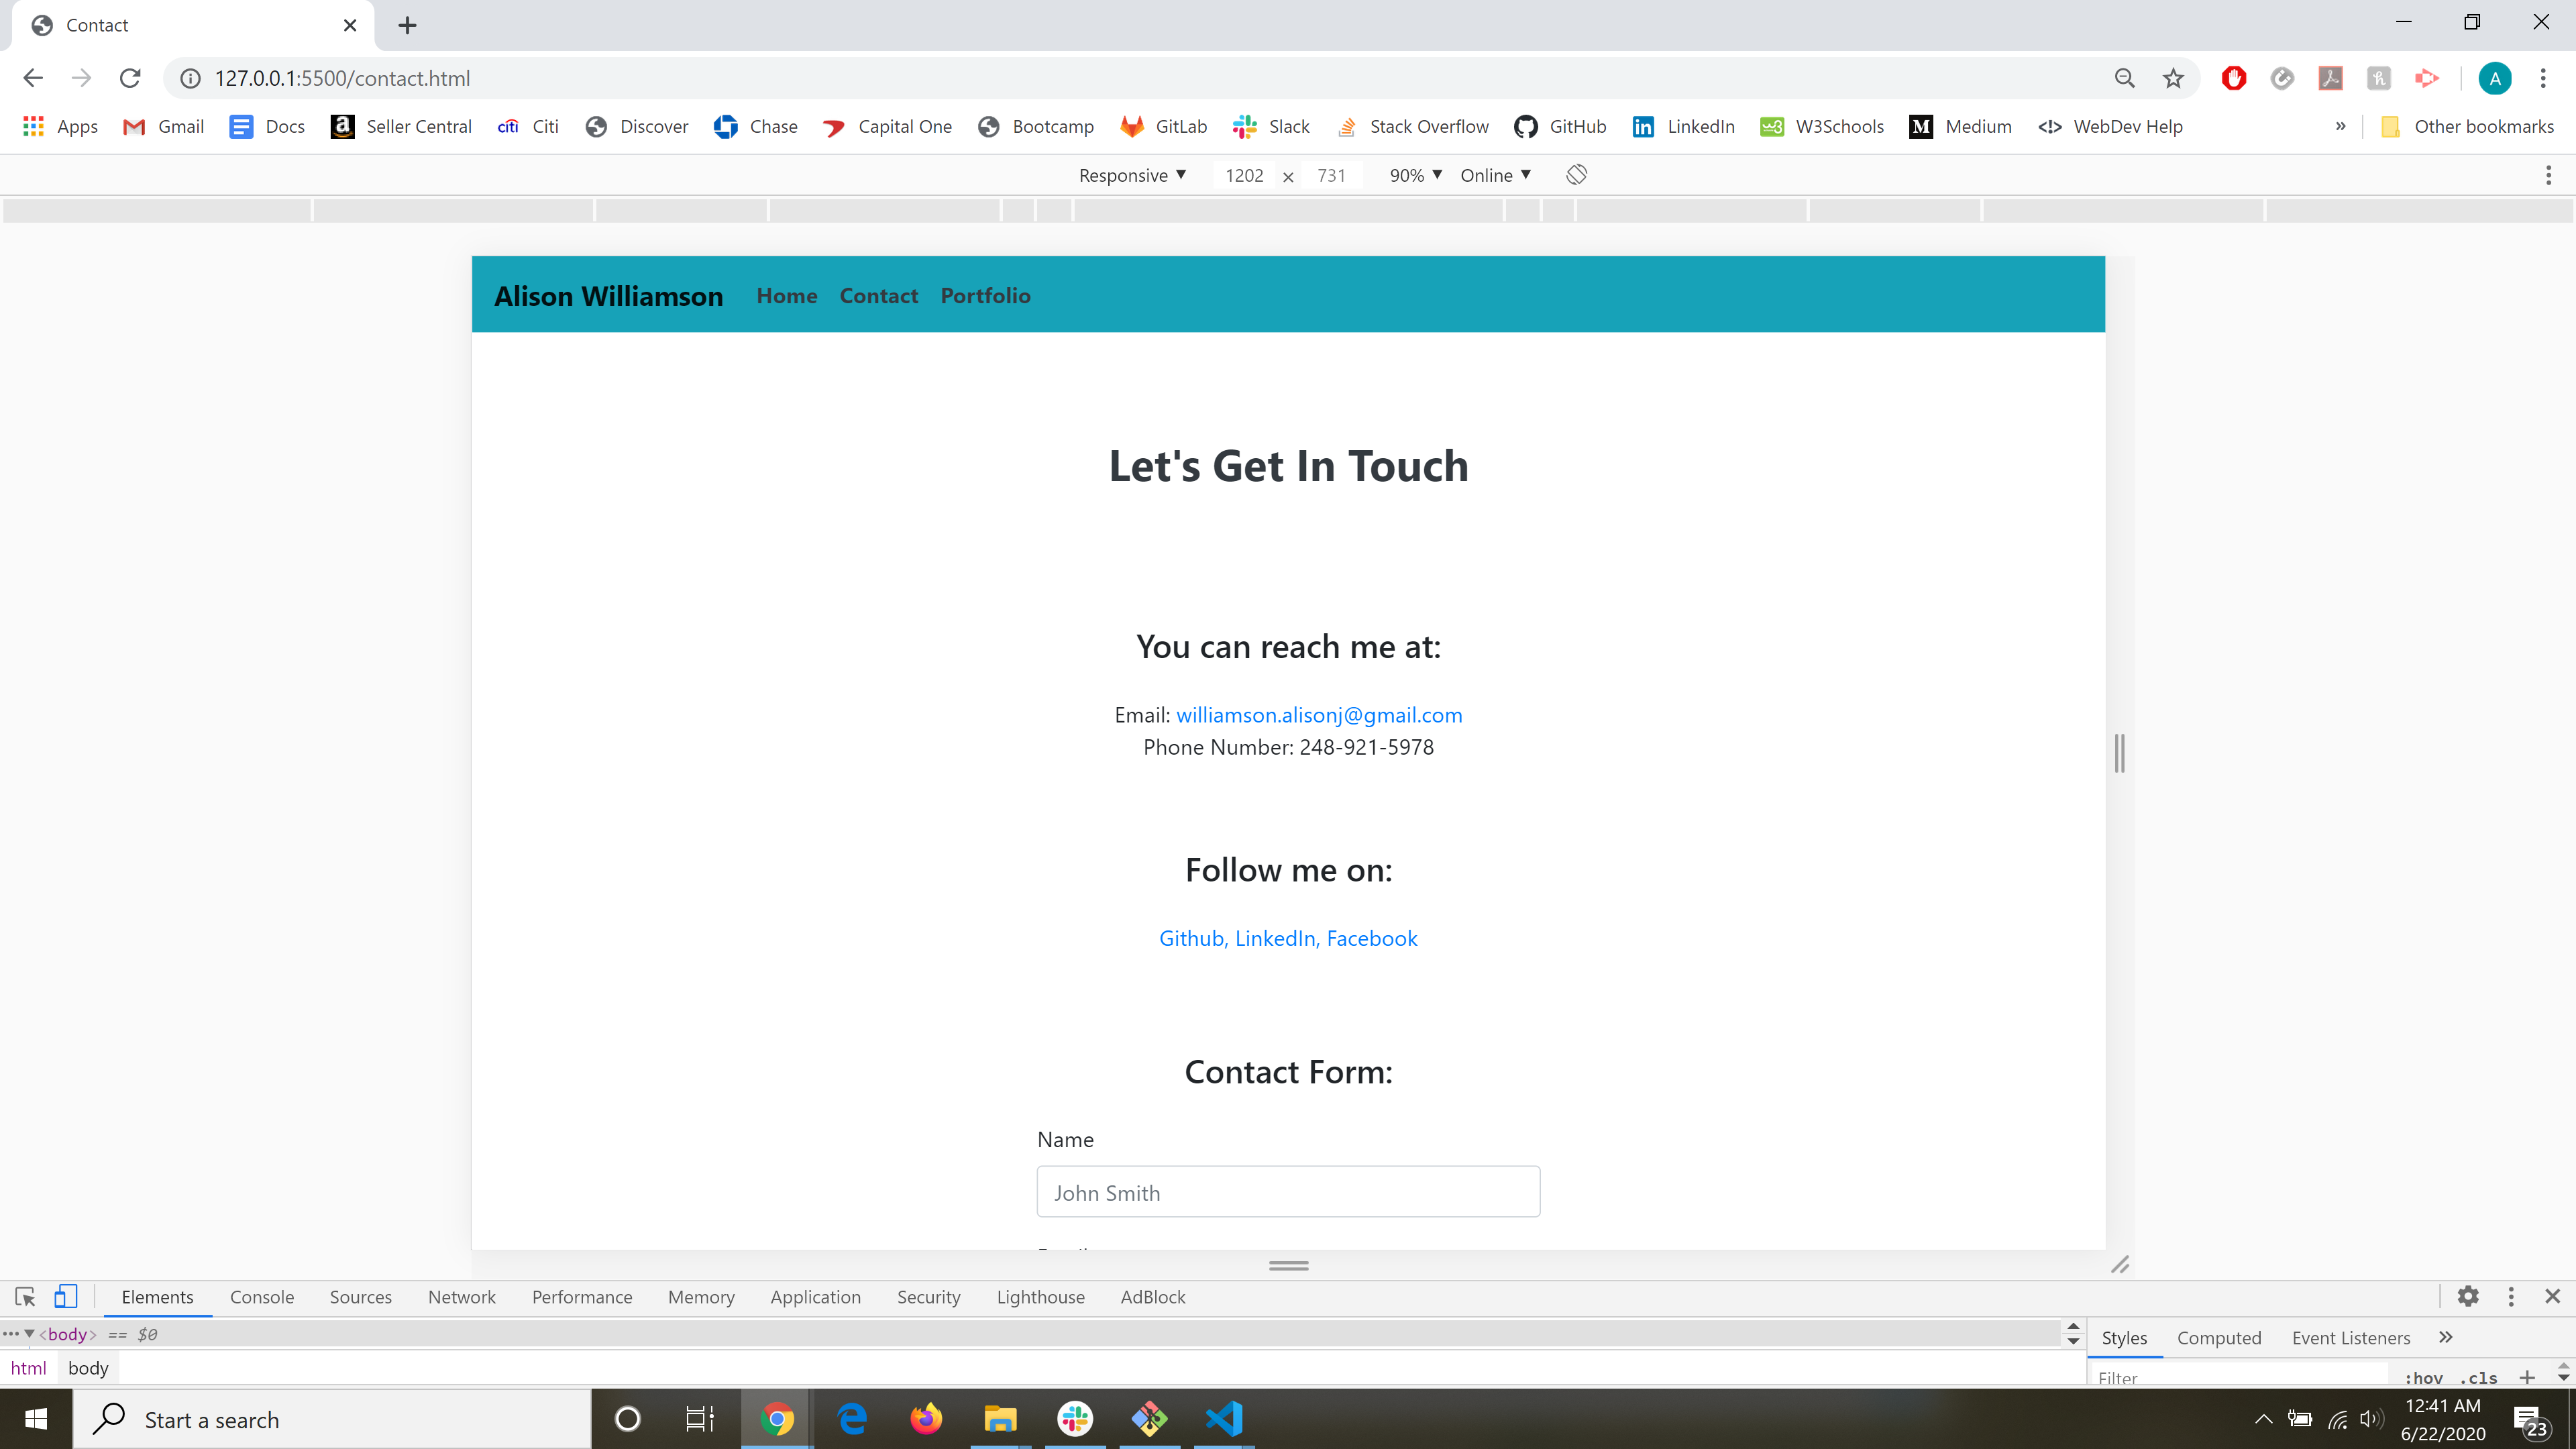 Contact
127.0.0.1:5500/contact.html
A
Apps Gmail Docs Seller Central citi Citi Discover Chase Capital One Bootcamp GitLab Slack Stack Overflow GitHub LinkedIn W3Schools Medium WebDev Help » Other bookmarks
Responsive 1202 × 731 90% Online
Alison Williamson Home Contact Portfolio
Let's Get In Touch
You can reach me at:
Email: williamson.alisonj@gmail.com
Phone Number: 248-921-5978
Follow me on:
Github, LinkedIn, Facebook
Contact Form:
Name
John Smith
Elements Console Sources Network Performance Memory Application Security Lighthouse AdBlock
<body> == $0
Styles Computed Event Listeners »
html body
Filter :hov .cls +
Start a search
12:41 AM
6/22/2020
23